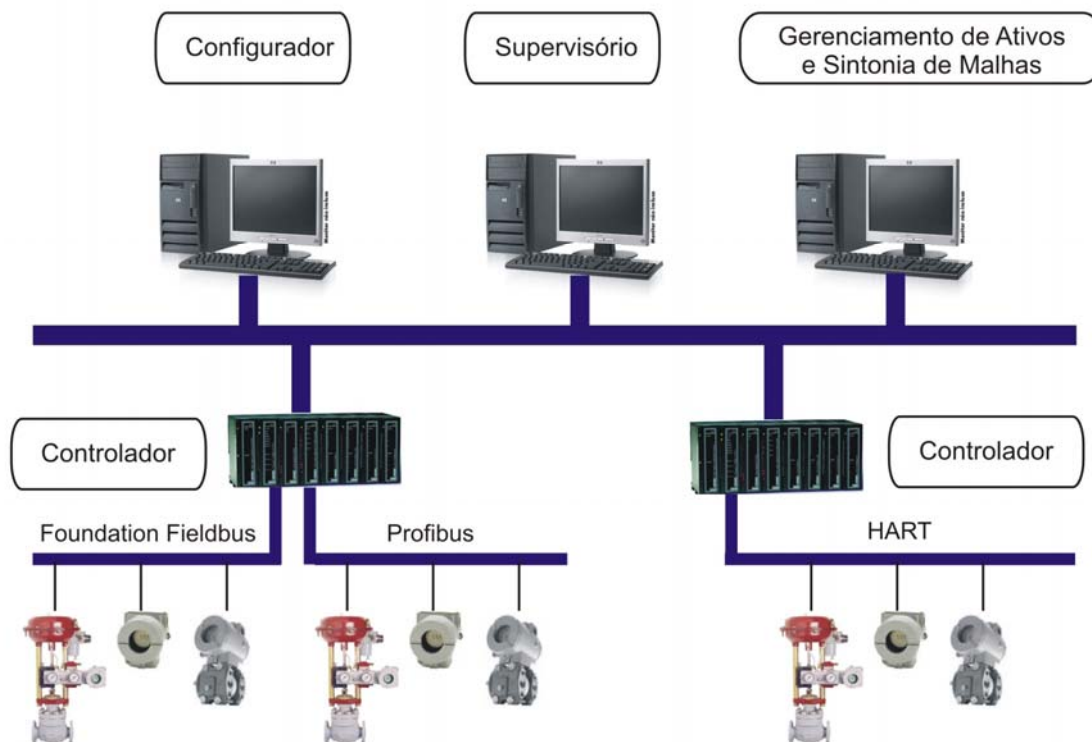 Configurador
Supervisório
Gerenciamento de Ativos
e Sintonia de Malhas
Controlador
Controlador
Foundation Fieldbus
Profibus
HART